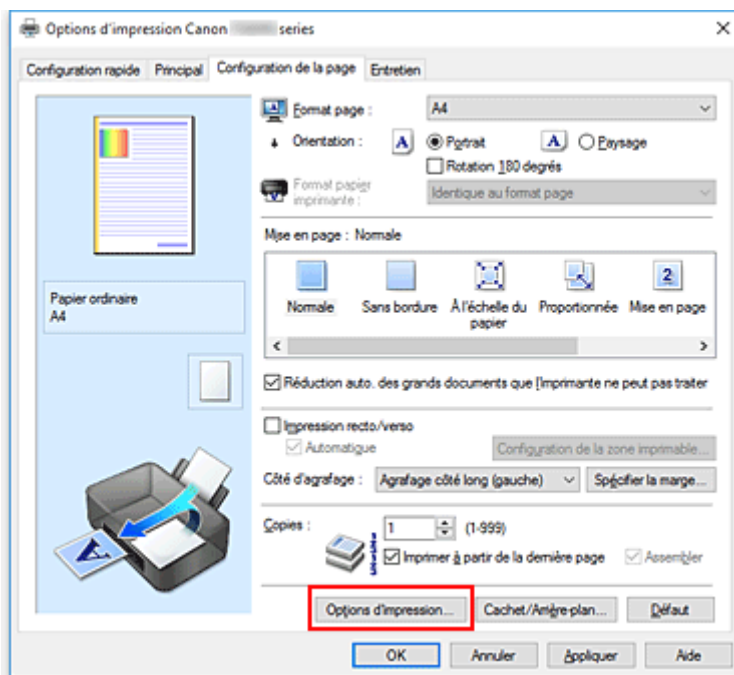 Options d'impression Canon series
Configuration rapide Principal Configuration de la page Entretien
Format page : A4
Orientation : A Portrait A Paysage
Rotation 180 degrés
Format papier imprimante : Identique au format page
Mise en page : Normale
2
Normale Sans bordure À l'échelle du papier Proportionnée Mise en page
Papier ordinaire
A4
Réduction auto. des grands documents que l'imprimante ne peut pas traiter
Impression recto/verso
Automatique Configuration de la zone imprimable...
Côté d'agrafage : Agrafage côté long (gauche) Spécifier la marge...
Copies : 1 (1-999)
Imprimer à partir de la dernière page Assembler
Options d'impression... Cachet/Arrière-plan... Défaut
OK Annuler Appliquer Aide